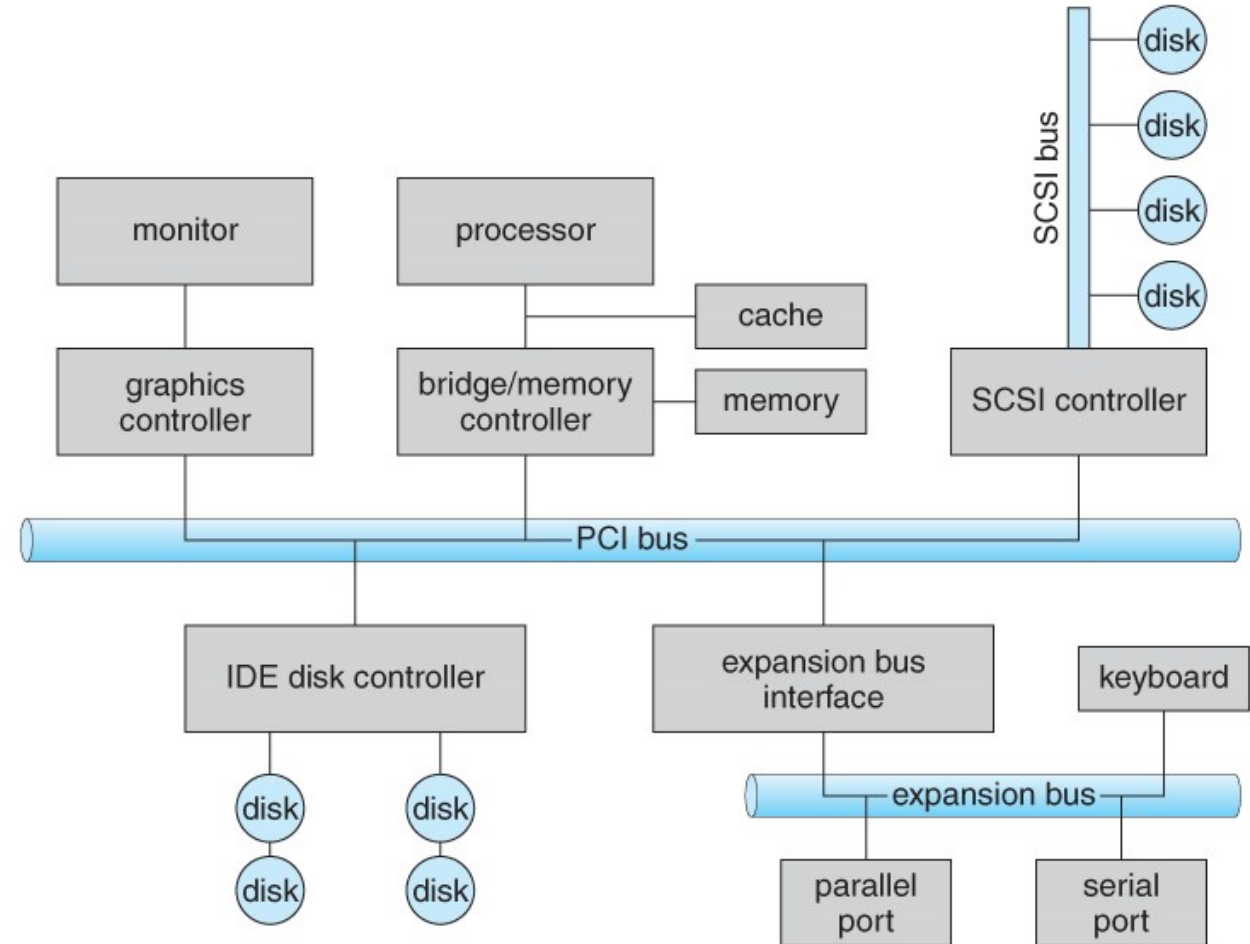 disk
disk
disk
disk
SCSI bus
monitor
processor
cache
graphics
controller
bridge/memory
controller
memory
SCSI controller
PCI bus
IDE disk controller
expansion bus
interface
keyboard
disk
disk
disk
disk
expansion bus
parallel
port
serial
port